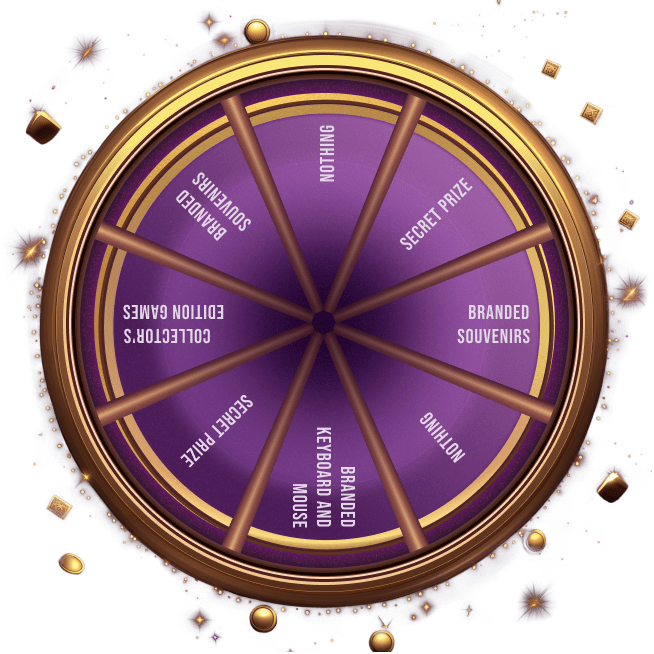 NOTHING
SECRET PRIZE
BRANDED
SOUVENIRS
NOTHING
BRANDED
KEYBOARD AND
MOUSE
SECRET PRIZE
COLLECTOR'S
EDITION GAMES
BRANDED
SOUVENIRS